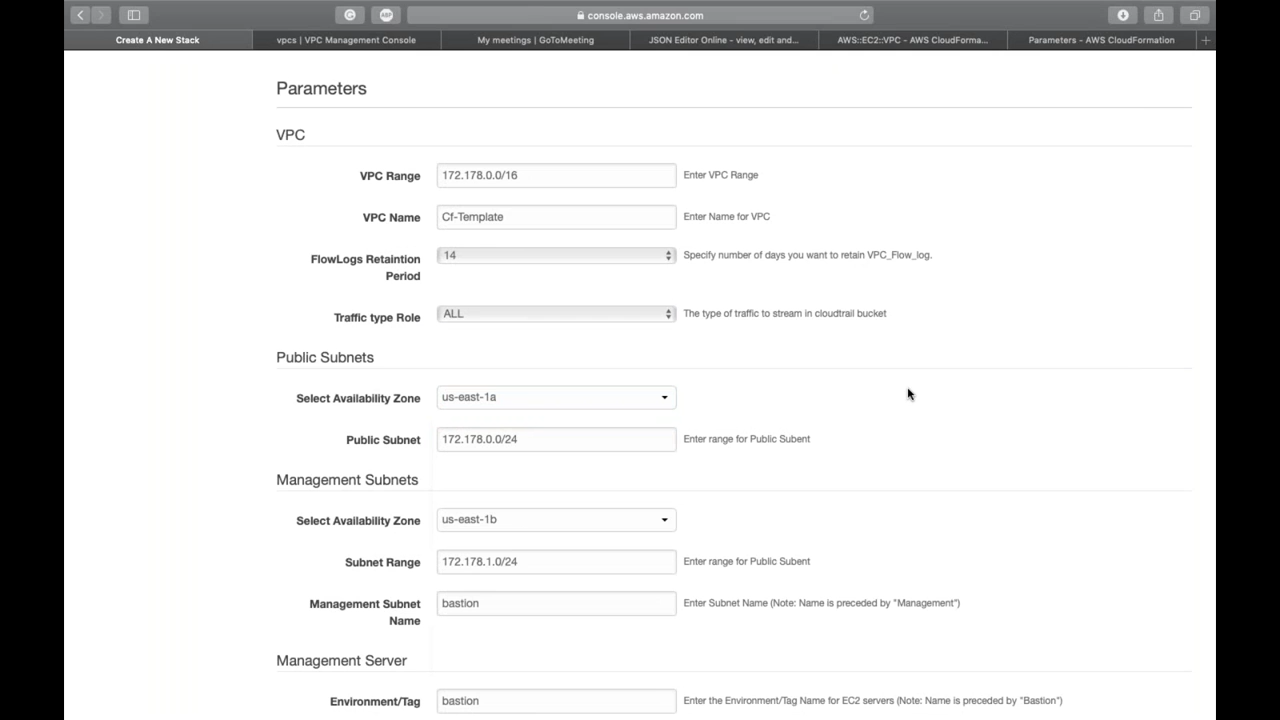 console.aws.amazon.com
Create A New Stack
vpcs | VPC Management Console
My meetings | GoToMeeting
JSON Editor Online - view, edit and...
AWS::EC2::VPC - AWS CloudForma...
Parameters - AWS CloudFormation
Parameters
VPC
VPC Range 172.178.0.0/16 Enter VPC Range
VPC Name Cf-Template Enter Name for VPC
FlowLogs Retaintion 14 Specify number of days you want to retain VPC_Flow_log.
Period
Traffic type Role ALL The type of traffic to stream in cloudtrail bucket
Public Subnets
Select Availability Zone us-east-1a
Public Subnet 172.178.0.0/24 Enter range for Public Subent
Management Subnets
Select Availability Zone us-east-1b
Subnet Range 172.178.1.0/24 Enter range for Public Subent
Management Subnet bastion Enter Subnet Name (Note: Name is preceded by "Management")
Name
Management Server
Environment/Tag bastion Enter the Environment/Tag Name for EC2 servers (Note: Name is preceded by "Bastion")